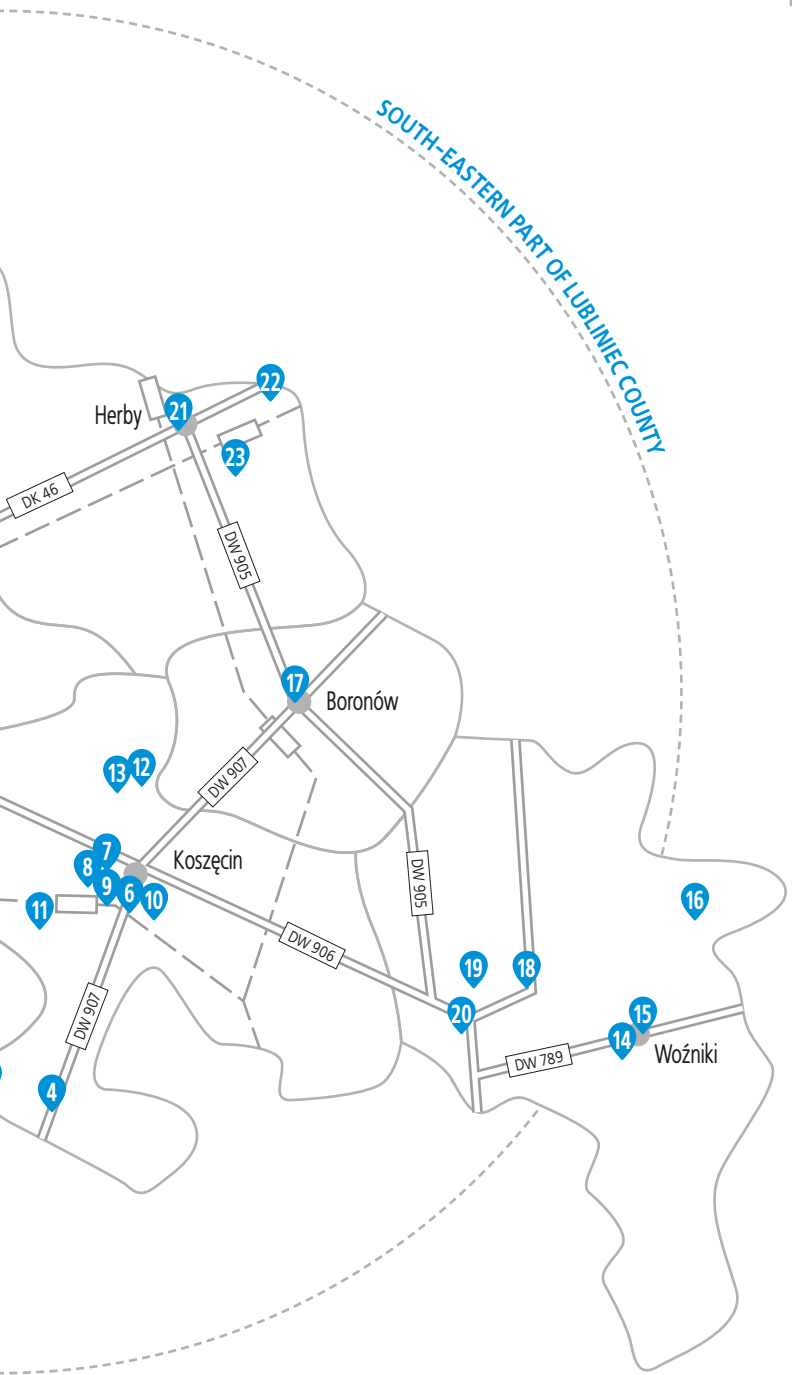 SOUTH-EASTERN PART OF LUBLINIEC COUNTY
22
21
Herby
23
DK 46
DW 905
17
Boronów
13
12
DW 907
7
8
Koszęcin
9
6
10
11
DW 905
16
DW 906
19
18
20
15
14
Woźniki
DW 789
DW 907
4